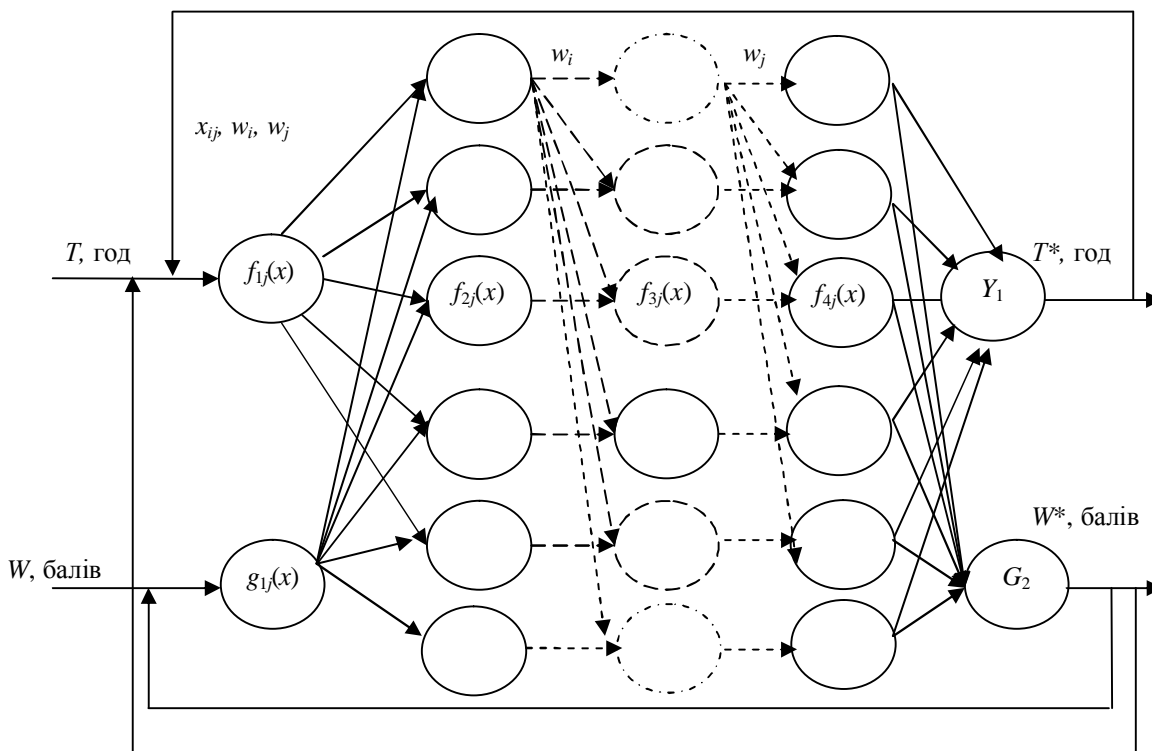 w_i
w_j
x_ij, w_i, w_j
T, год
T*, год
f_1j(x)
f_2j(x)
f_3j(x)
f_4j(x)
Y_1
W, балів
W*, балів
g_1j(x)
G_2